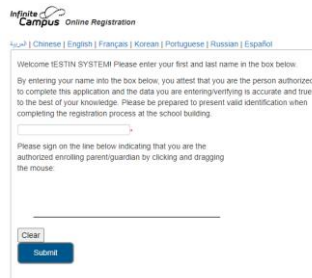 Infinite
Campus Online Registration
العربية | Chinese | English | Français | Korean | Portuguese | Russian | Español
Welcome tESTIN SYSTEM! Please enter your first and last name in the box below.
By entering your name into the box below, you attest that you are the person authorized
to complete this application and the data you are entering/verifying is accurate and true
to the best of your knowledge. Please be prepared to present valid identification when
completing the registration process at the school building.
*
Please sign on the line below indicating that you are the
authorized enrolling parent/guardian by clicking and dragging
the mouse.
Clear
Submit